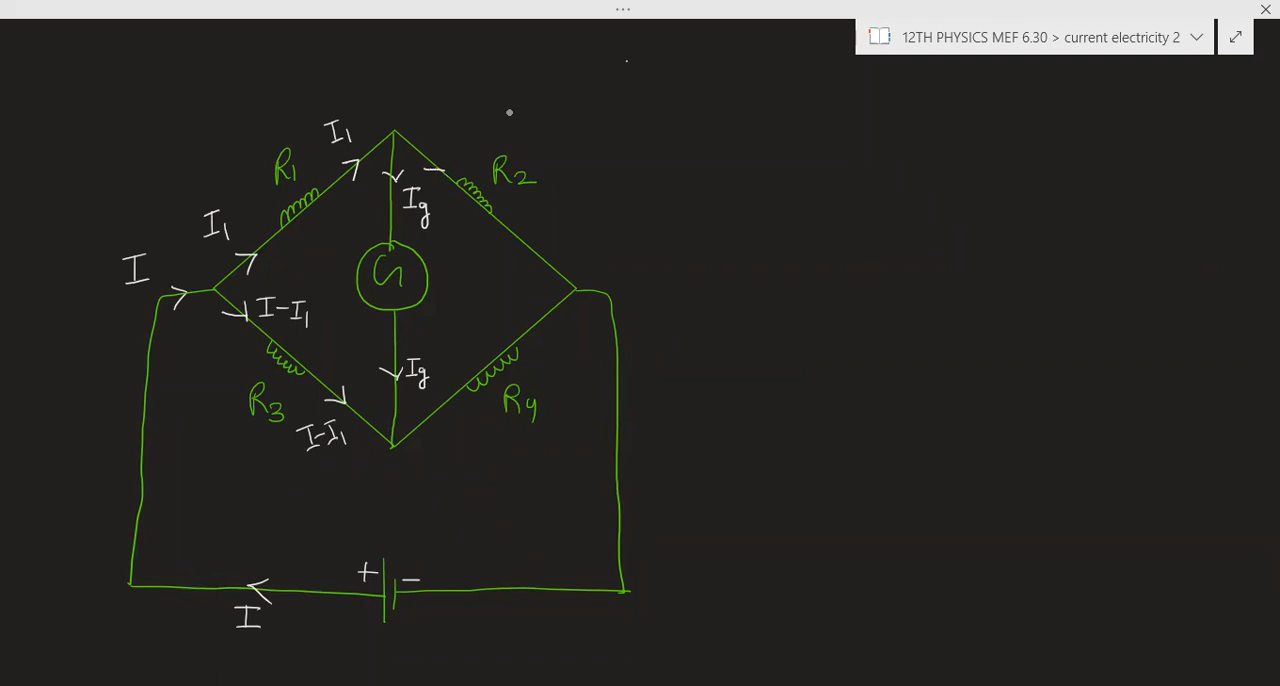 12TH PHYSICS MEF 6.30 > current electricity 2
I1
R1
R2
Ig
I1
G
I
I-I1
Ig
R3
R4
I-I1
+ -
I